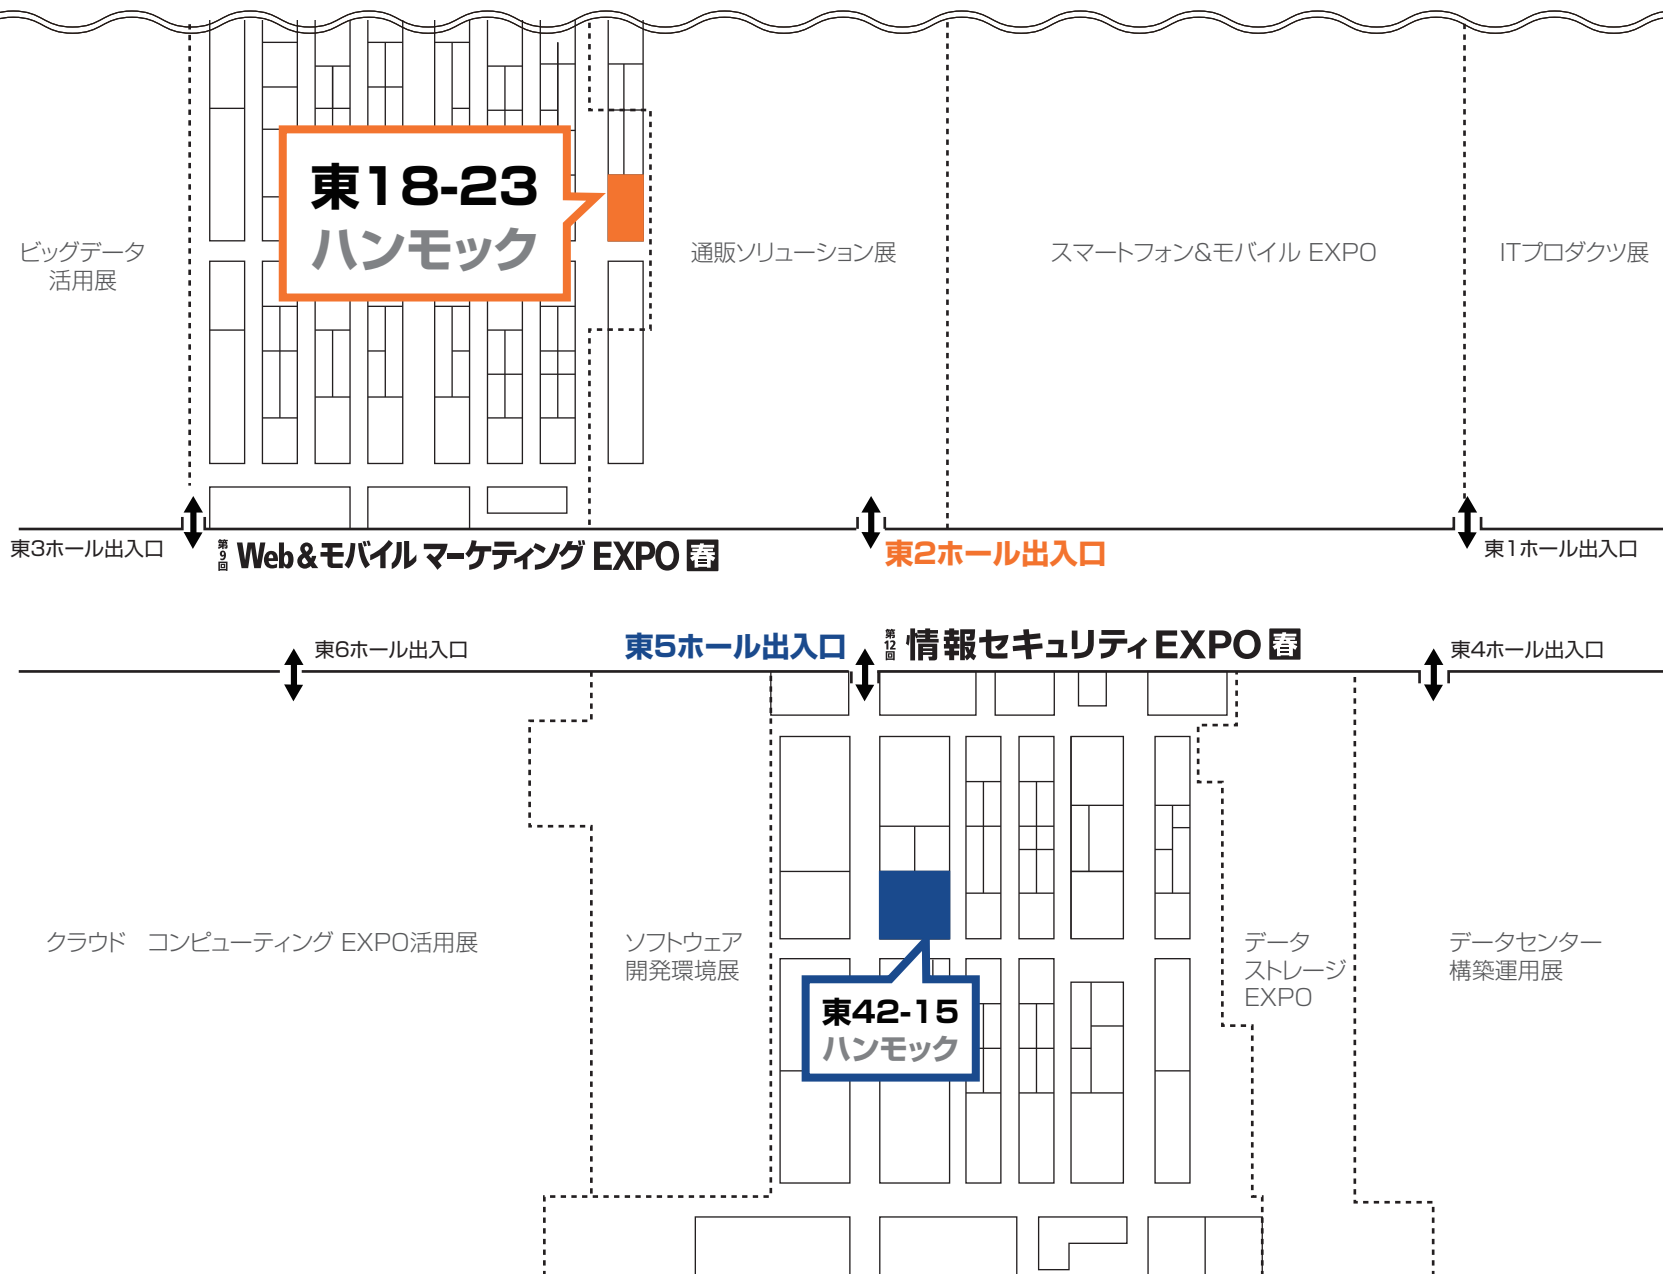 東18-23
ハンモック
ビッグデータ
活用展
通販ソリューション展
スマートフォン&モバイル EXPO
ITプロダクツ展
東3ホール出入口
第9回 Web&モバイル マーケティング EXPO 春
東2ホール出入口
東1ホール出入口
東6ホール出入口
東5ホール出入口
第12回 情報セキュリティ EXPO 春
東4ホール出入口
クラウド　コンピューティング EXPO活用展
ソフトウェア
開発環境展
東42-15
ハンモック
データ
ストレージ
EXPO
データセンター
構築運用展